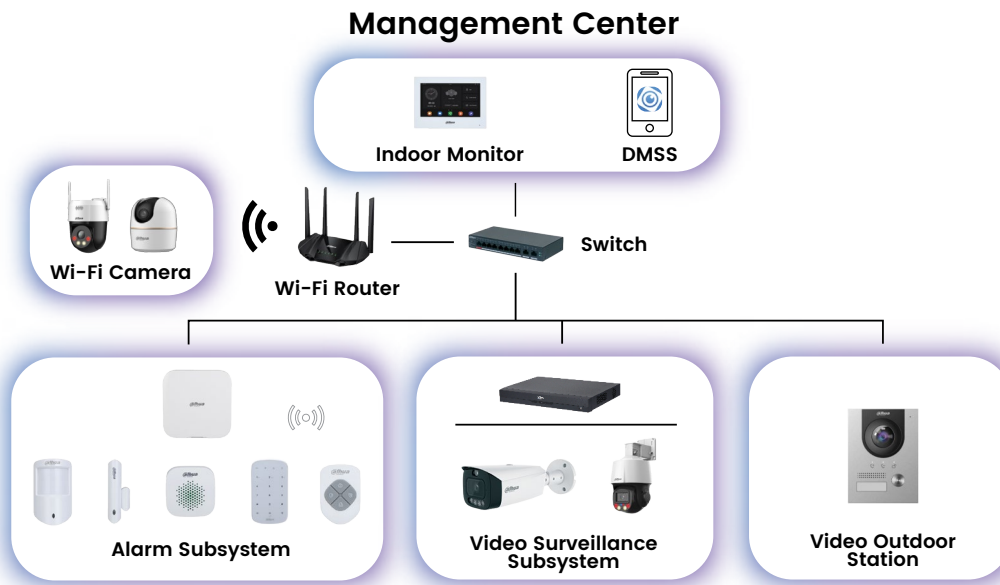 Management Center
Indoor Monitor
DMSS
Wi-Fi Camera
Wi-Fi Router
Switch
Alarm Subsystem
Video Surveillance
Subsystem
Video Outdoor
Station